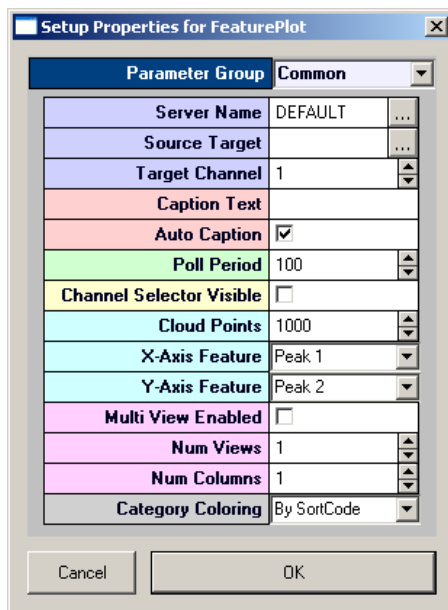 Setup Properties for FeaturePlot
Parameter Group Common
Server Name DEFAULT ...
Source Target ...
Target Channel 1
Caption Text
Auto Caption
Poll Period 100
Channel Selector Visible
Cloud Points 1000
X-Axis Feature Peak 1
Y-Axis Feature Peak 2
Multi View Enabled
Num Views 1
Num Columns 1
Category Coloring By SortCode
Cancel OK